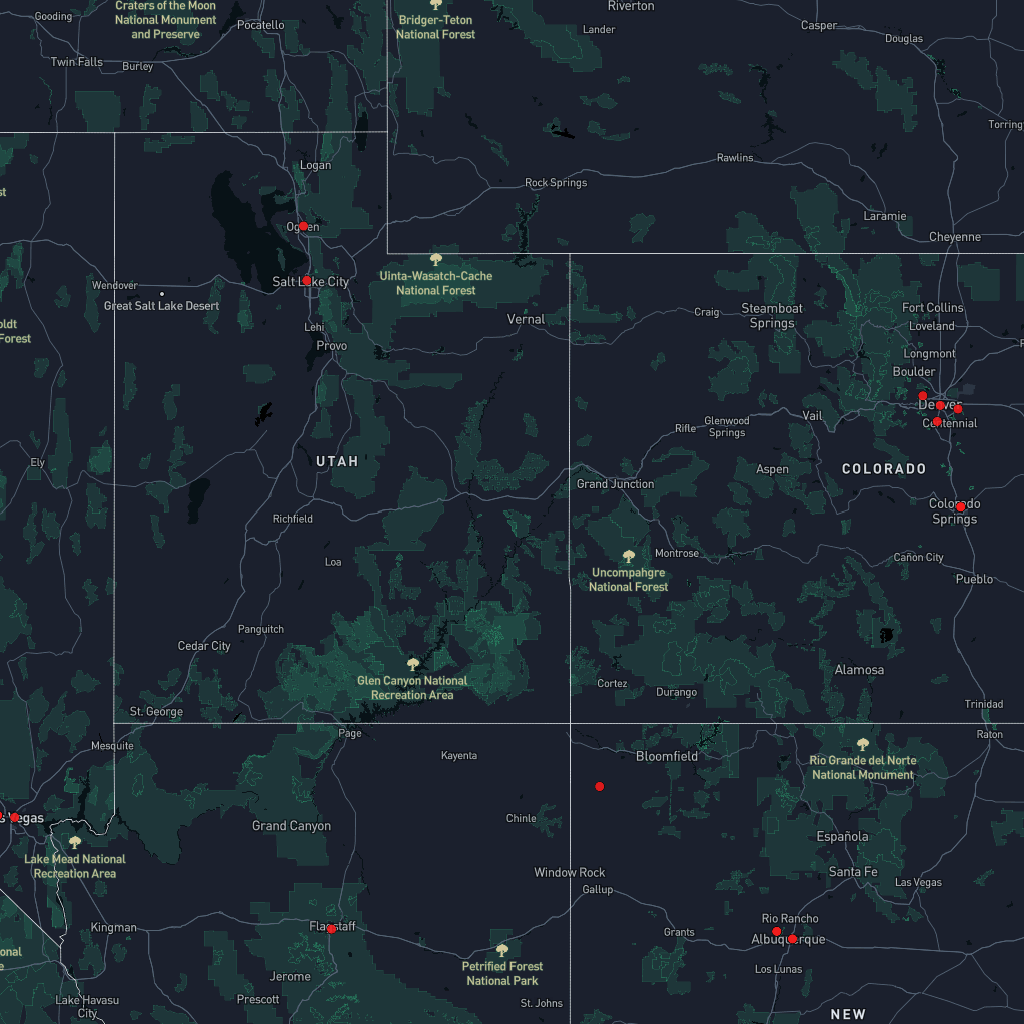 Craters of the Moon
National Monument
and Preserve
Gooding
Pocatello
Bridger-Teton
National Forest
Riverton
Lander
Casper
Douglas
Twin Falls
Burley
Torring
Logan
Rawlins
Rock Springs
st
Laramie
Cheyenne
Ogden
Salt Lake City
Uinta-Wasatch-Cache
National Forest
Wendover
Great Salt Lake Desert
Steamboat
Springs
Craig
Fort Collins
Loveland
Vernal
oldt
Forest
Lehi
Provo
Longmont
Boulder
Denver
Centennial
Vail
Glenwood
Springs
Rifle
Ely
UTAH
Aspen
COLORADO
Grand Junction
Colorado
Springs
Richfield
Loa
Montrose
Cañon City
Uncompahgre
National Forest
Pueblo
Panguitch
Cedar City
Glen Canyon National
Recreation Area
Alamosa
Cortez
Durango
St. George
Trinidad
Page
Raton
Mesquite
Kayenta
Bloomfield
Rio Grande del Norte
National Monument
s Vegas
Grand Canyon
Chinle
Española
Lake Mead National
Recreation Area
Window Rock
Gallup
Santa Fe
Las Vegas
Kingman
Flagstaff
Grants
Rio Rancho
Albuquerque
onal
e
Petrified Forest
National Park
Los Lunas
Jerome
Prescott
Lake Havasu
City
St. Johns
NEW